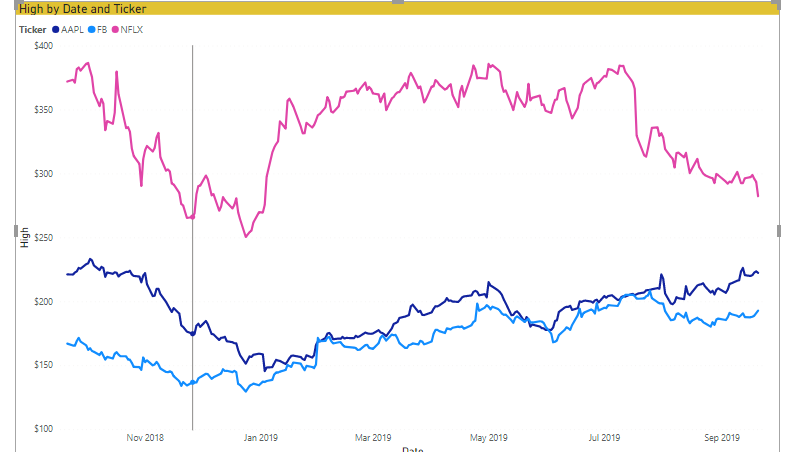 High by Date and Ticker
Ticker AAPL FB NFLX
$400
$350
$300
$250
$200
$150
$100
High
Nov 2018 Jan 2019 Mar 2019 May 2019 Jul 2019 Sep 2019
Date